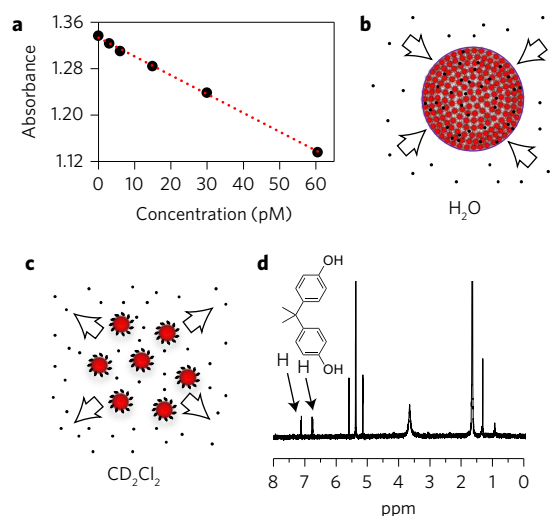 a
1.36
1.28
1.20
1.12
Absorbance
0 10 20 30 40 50 60
Concentration (pM)
b
H₂O
c
CD₂Cl₂
d
OH
OH
H H
8 7 6 5 4 3 2 1 0
ppm